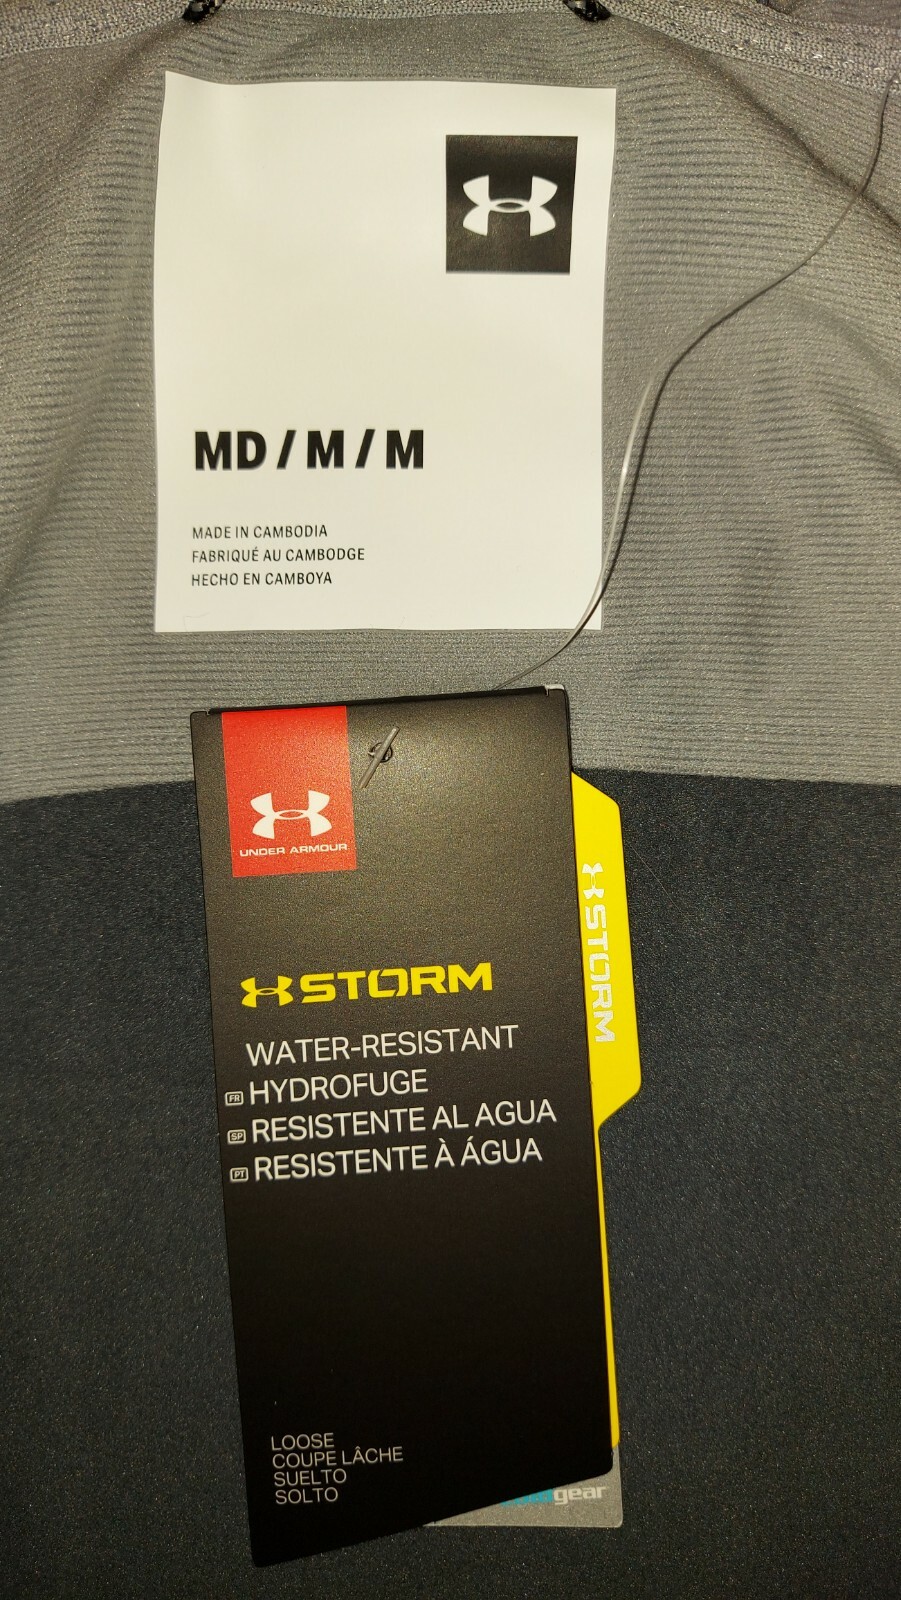 MD / M / M
MADE IN CAMBODIA
FABRIQUÉ AU CAMBODGE
HECHO EN CAMBOYA
UNDER ARMOUR
STORM
WATER-RESISTANT
FR HYDROFUGE
SP RESISTENTE AL AGUA
PT RESISTENTE À ÁGUA
LOOSE
COUPE LÂCHE
SUELTO
SOLTO
STORM
gear